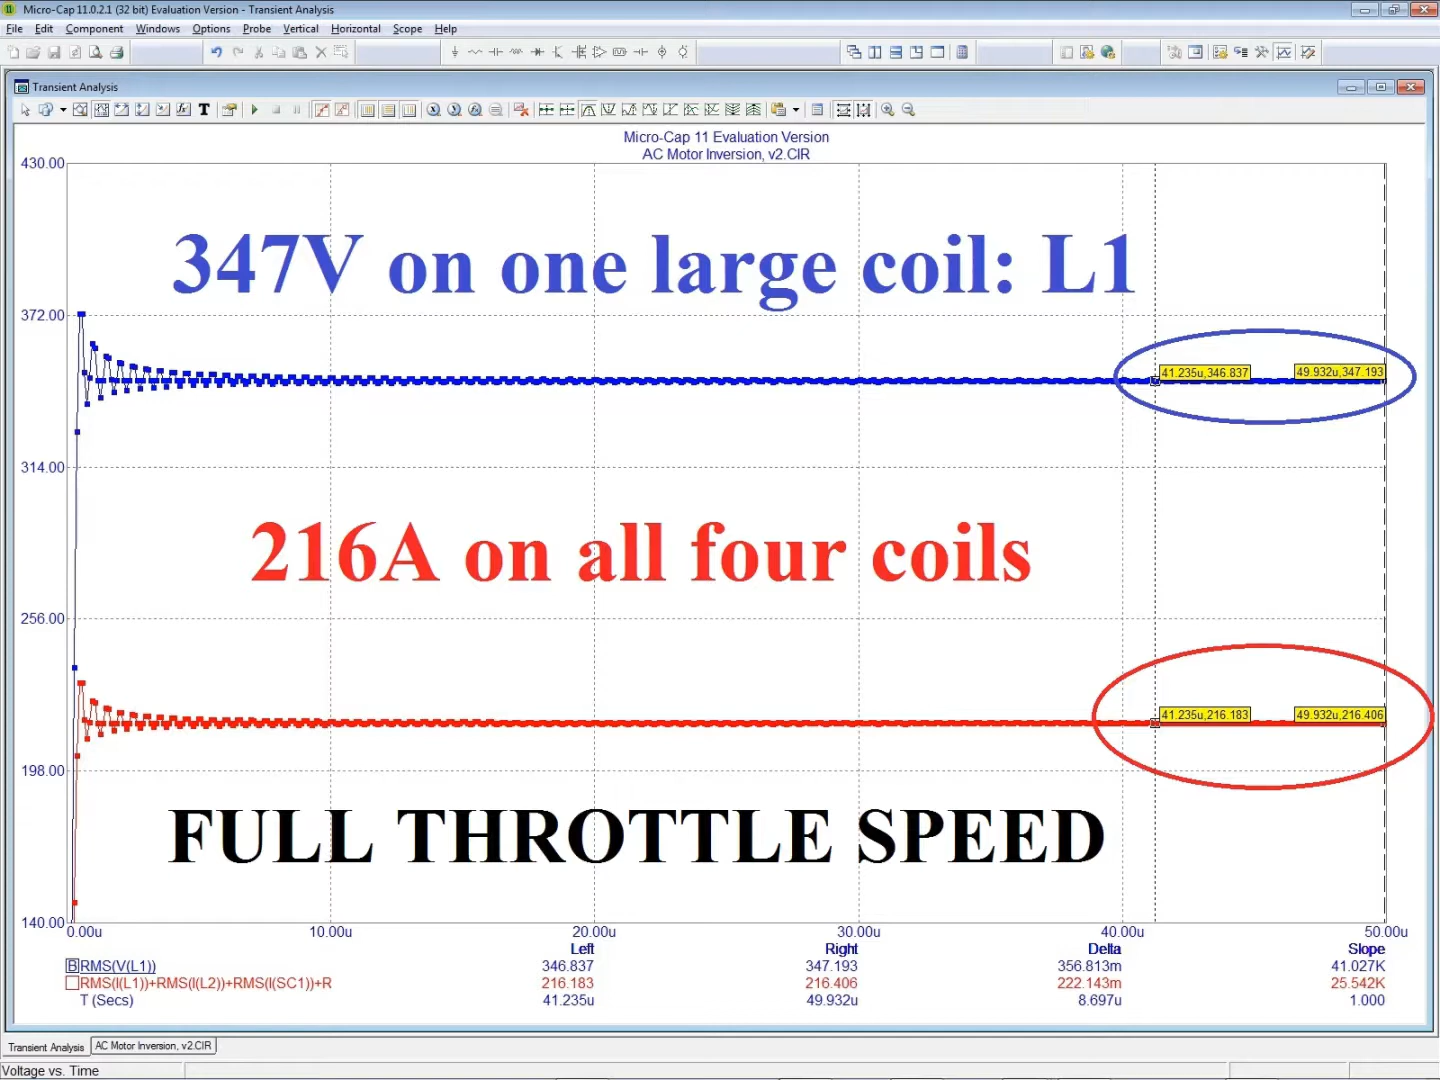 Micro-Cap 11.0.2.1 (32 bit) Evaluation Version - Transient Analysis
File Edit Component Windows Options Probe Vertical Horizontal Scope Help
Transient Analysis
T
Micro-Cap 11 Evaluation Version
AC Motor Inversion, v2.CIR
430.00
347V on one large coil: L1
372.00
41.235u,346.837 49.932u,347.193
314.00
216A on all four coils
256.00
41.235u,216.183 49.932u,216.406
198.00
FULL THROTTLE SPEED
140.00
0.00u 10.00u 20.00u 30.00u 40.00u 50.00u
Left Right Delta Slope
B RMS(V(L1)) 346.837 347.193 356.813m 41.027K
RMS(I(L1))+RMS(I(L2))+RMS(I(SC1))+R 216.183 216.406 222.143m 25.542K
T (Secs) 41.235u 49.932u 8.697u 1.000
Transient Analysis AC Motor Inversion, v2.CIR
Voltage vs. Time